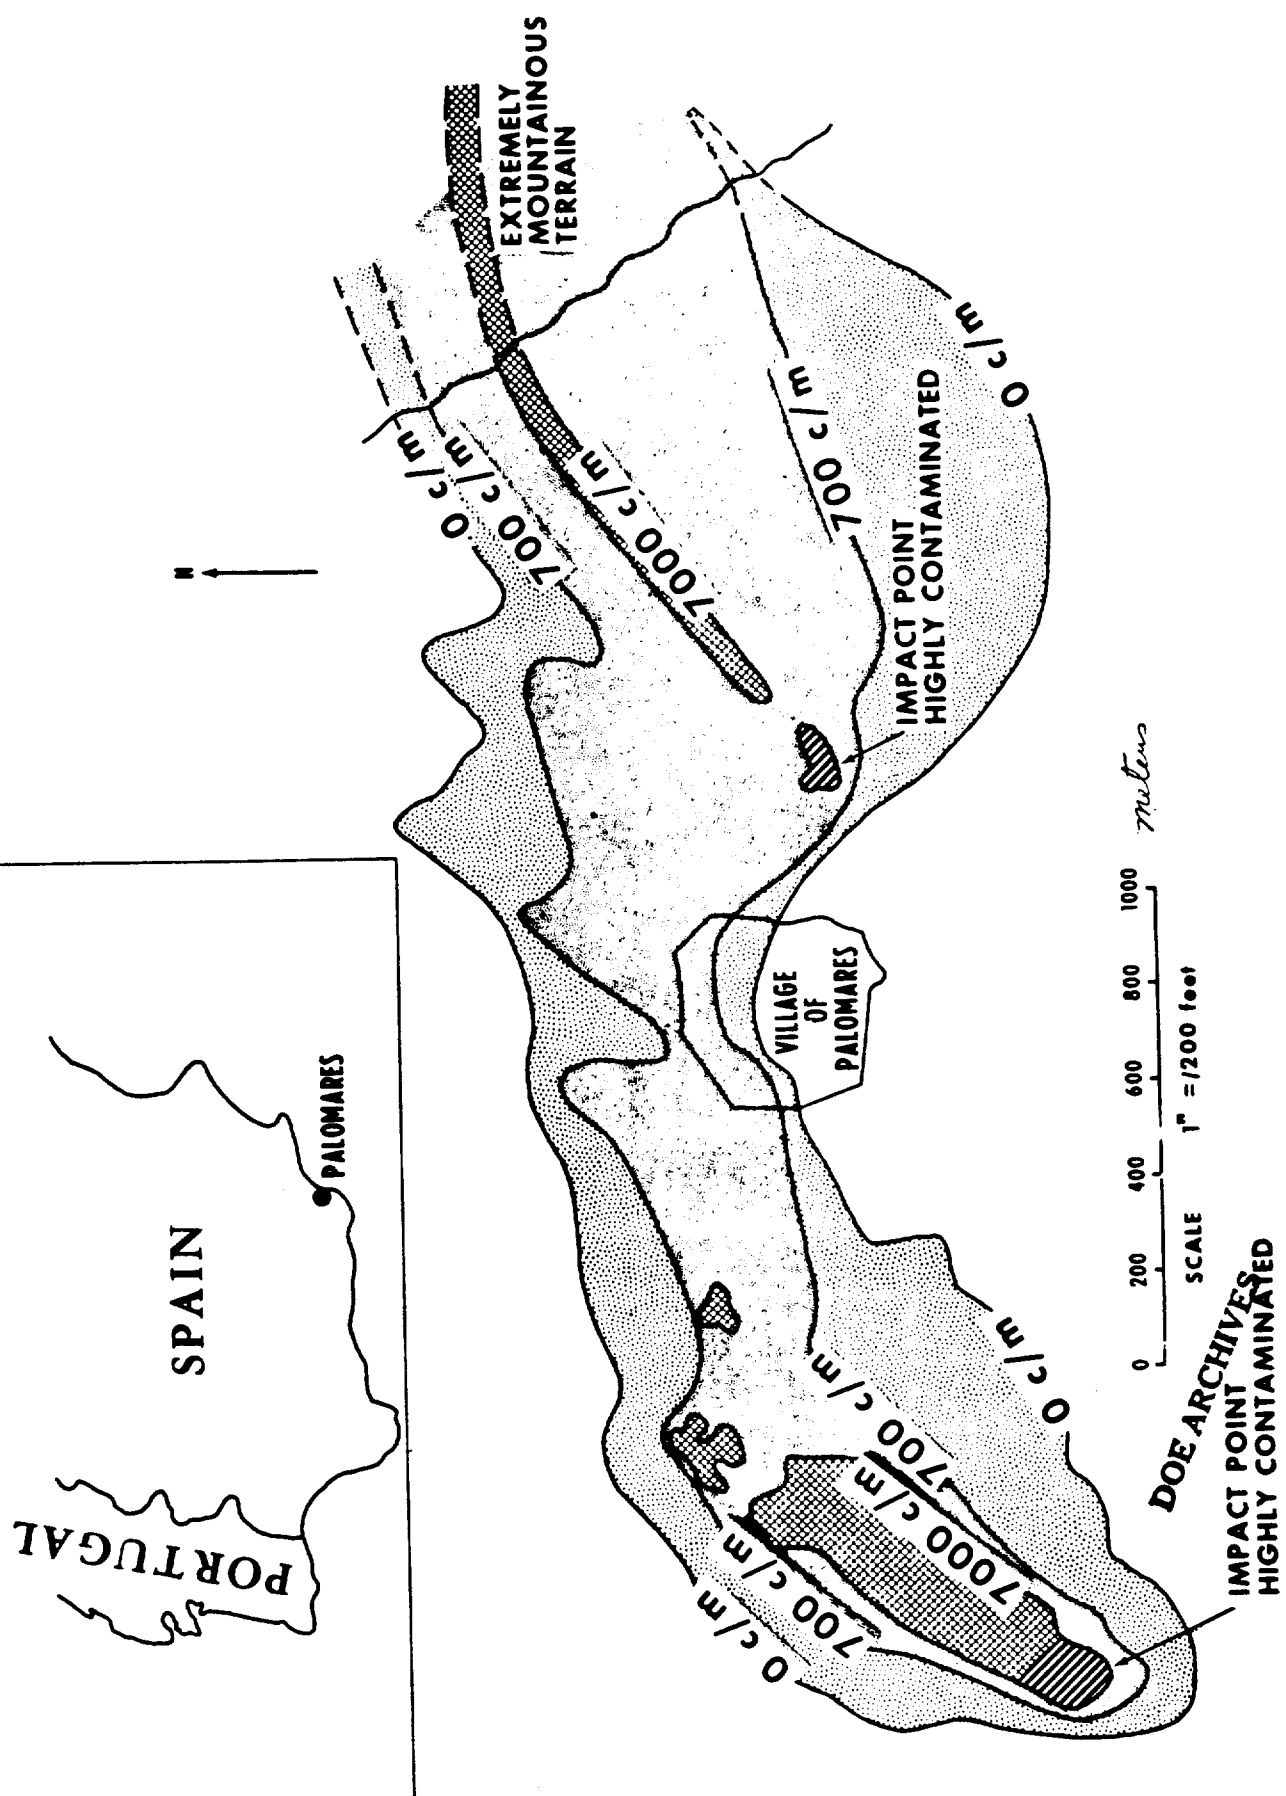 PORTUGAL
SPAIN
PALOMARES
N
EXTREMELY
MOUNTAINOUS
TERRAIN
0 c/m
700 c/m
7000 c/m
700 c/m
0 c/m
IMPACT POINT
HIGHLY CONTAMINATED
VILLAGE
OF
PALOMARES
0 c/m
700 c/m
7000 c/m
700 c/m
0 c/m
0 200 400 600 800 1000 meters
SCALE 1" = 1200 feet
DOE ARCHIVES
IMPACT POINT
HIGHLY CONTAMINATED